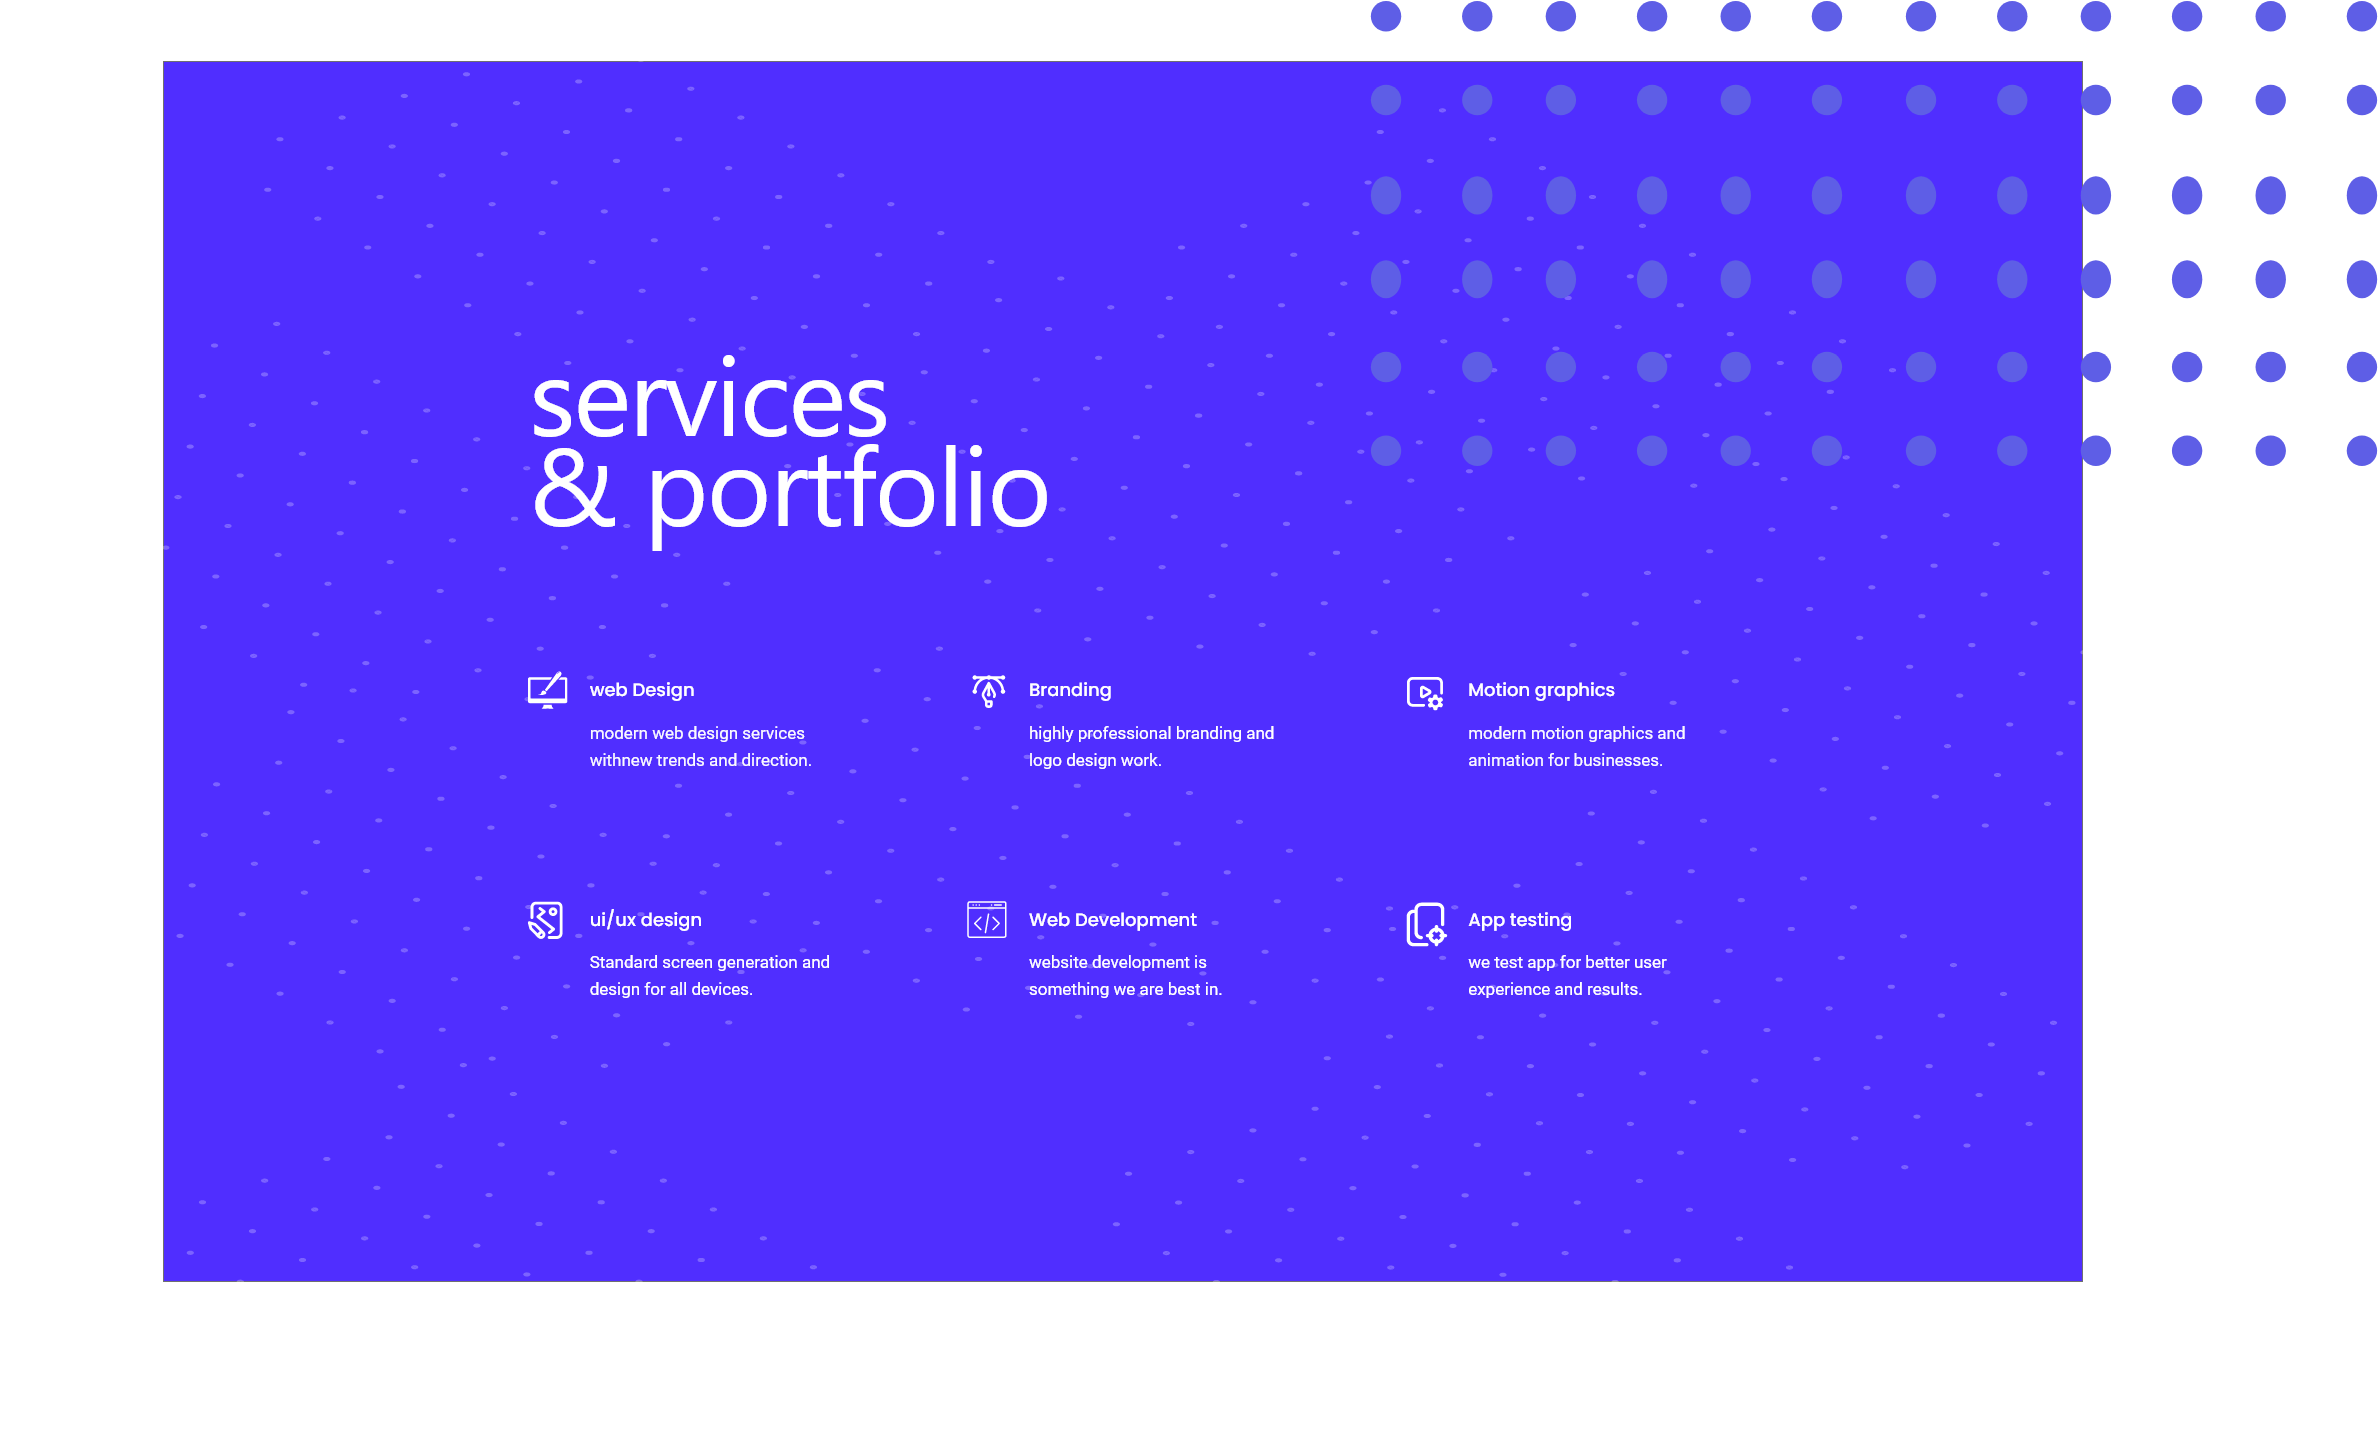 services
& portfolio
web Design
modern web design services
withnew trends and direction.
Branding
highly professional branding and
logo design work.
Motion graphics
modern motion graphics and
animation for businesses.
ui/ux design
Standard screen generation and
design for all devices.
Web Development
website development is
something we are best in.
App testing
we test app for better user
experience and results.